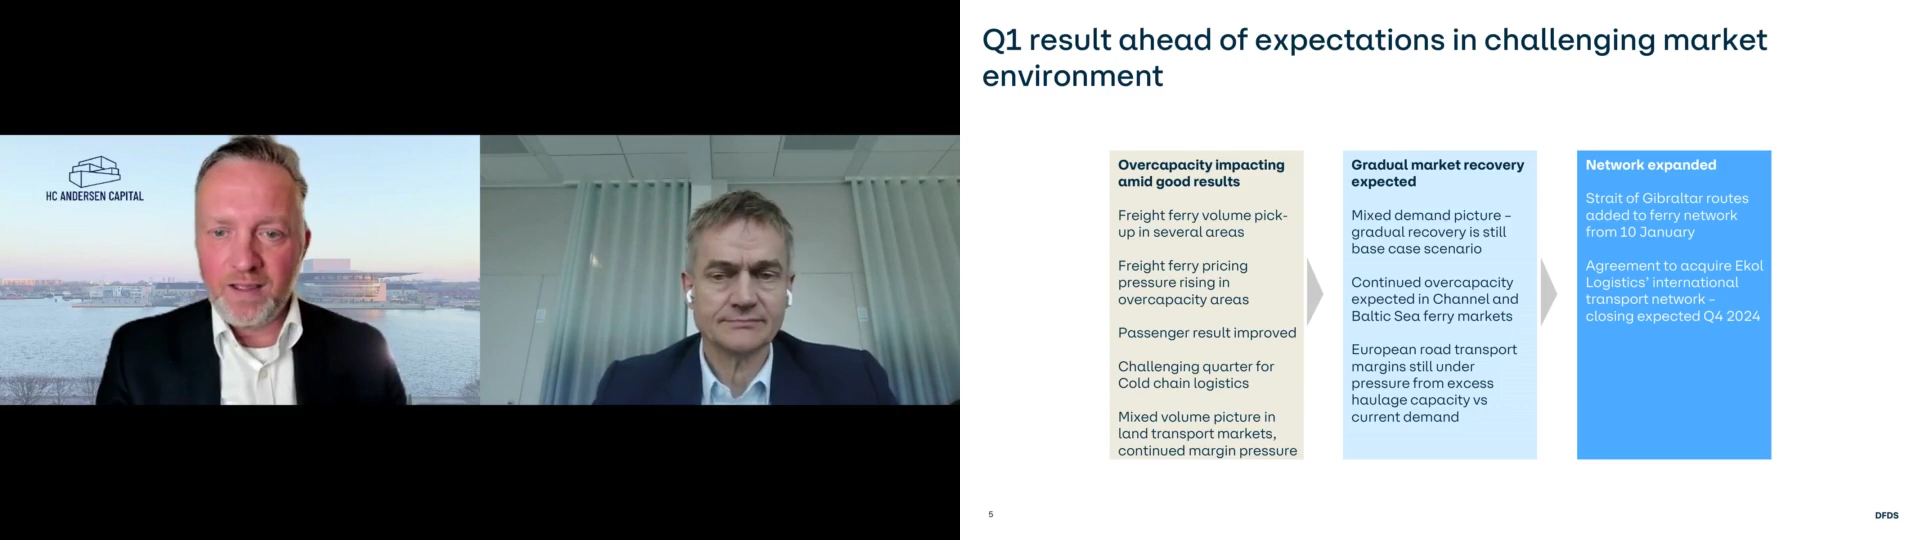 HC ANDERSEN CAPITAL
Q1 result ahead of expectations in challenging market
environment
Overcapacity impacting
amid good results
Freight ferry volume pick-
up in several areas
Freight ferry pricing
pressure rising in
overcapacity areas
Passenger result improved
Challenging quarter for
Cold chain logistics
Mixed volume picture in
land transport markets,
continued margin pressure
Gradual market recovery
expected
Mixed demand picture –
gradual recovery is still
base case scenario
Continued overcapacity
expected in Channel and
Baltic Sea ferry markets
European road transport
margins still under
pressure from excess
haulage capacity vs
current demand
Network expanded
Strait of Gibraltar routes
added to ferry network
from 10 January
Agreement to acquire Ekol
Logistics’ international
transport network –
closing expected Q4 2024
5
DFDS